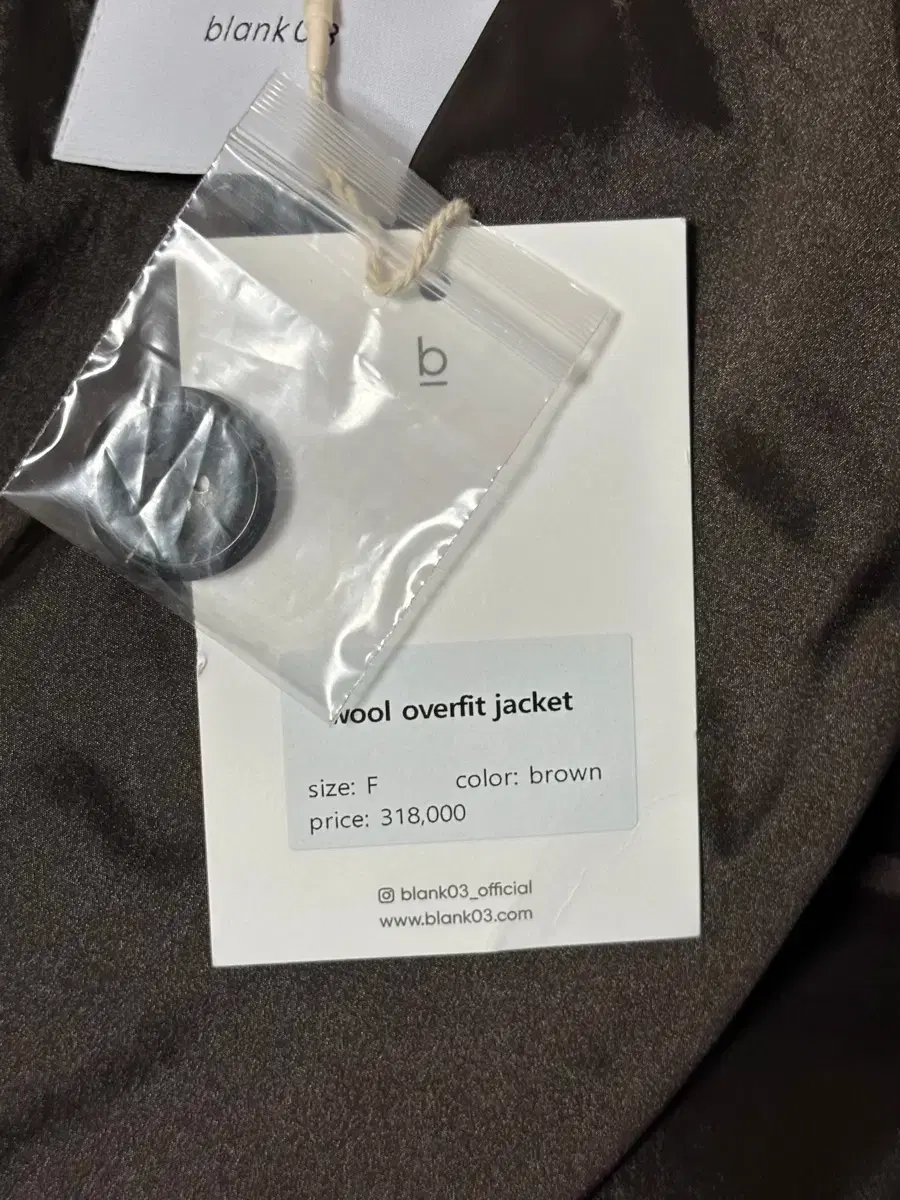 blank03
b
wool overfit jacket
size: F color: brown
price: 318,000
blank03_official
www.blank03.com